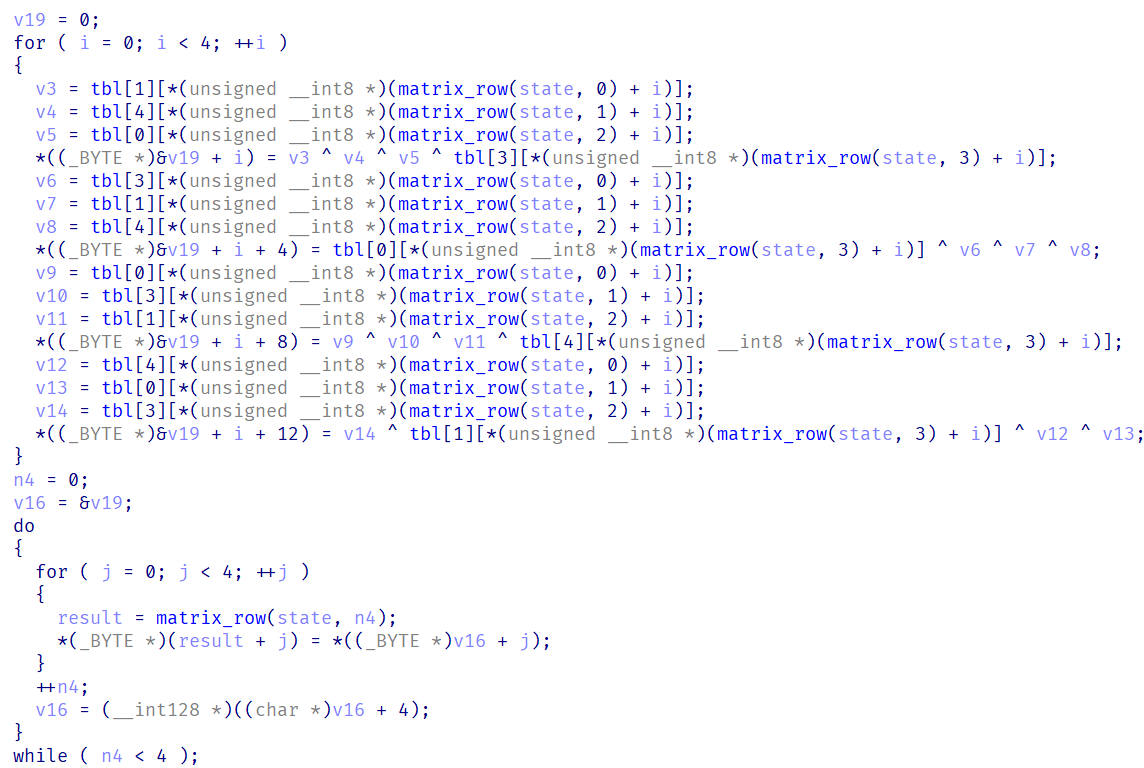 v19 = 0;
for ( i = 0; i < 4; ++i )
{
  v3 = tbl[1][*(unsigned __int8 *)(matrix_row(state, 0) + i)];
  v4 = tbl[4][*(unsigned __int8 *)(matrix_row(state, 1) + i)];
  v5 = tbl[0][*(unsigned __int8 *)(matrix_row(state, 2) + i)];
  *((_BYTE *)&v19 + i) = v3 ^ v4 ^ v5 ^ tbl[3][*(unsigned __int8 *)(matrix_row(state, 3) + i)];
  v6 = tbl[3][*(unsigned __int8 *)(matrix_row(state, 0) + i)];
  v7 = tbl[1][*(unsigned __int8 *)(matrix_row(state, 1) + i)];
  v8 = tbl[4][*(unsigned __int8 *)(matrix_row(state, 2) + i)];
  *((_BYTE *)&v19 + i + 4) = tbl[0][*(unsigned __int8 *)(matrix_row(state, 3) + i)] ^ v6 ^ v7 ^ v8;
  v9 = tbl[0][*(unsigned __int8 *)(matrix_row(state, 0) + i)];
  v10 = tbl[3][*(unsigned __int8 *)(matrix_row(state, 1) + i)];
  v11 = tbl[1][*(unsigned __int8 *)(matrix_row(state, 2) + i)];
  *((_BYTE *)&v19 + i + 8) = v9 ^ v10 ^ v11 ^ tbl[4][*(unsigned __int8 *)(matrix_row(state, 3) + i)];
  v12 = tbl[4][*(unsigned __int8 *)(matrix_row(state, 0) + i)];
  v13 = tbl[0][*(unsigned __int8 *)(matrix_row(state, 1) + i)];
  v14 = tbl[3][*(unsigned __int8 *)(matrix_row(state, 2) + i)];
  *((_BYTE *)&v19 + i + 12) = v14 ^ tbl[1][*(unsigned __int8 *)(matrix_row(state, 3) + i)] ^ v12 ^ v13;
}
n4 = 0;
v16 = &v19;
do
{
  for ( j = 0; j < 4; ++j )
  {
    result = matrix_row(state, n4);
    *(_BYTE *)(result + j) = *((_BYTE *)v16 + j);
  }
  ++n4;
  v16 = (__int128 *)((char *)v16 + 4);
}
while ( n4 < 4 );